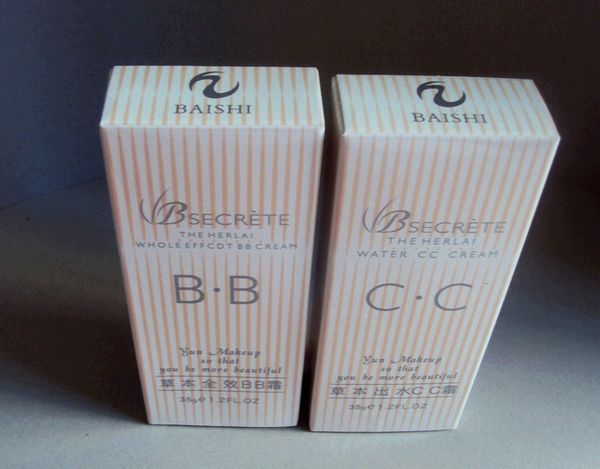 BAISHI
BSECRÈTE
THE HERLAI
WHOLE EFFCDT BB CREAM
B·B
Yun Makeup
so that
you be more beautiful
草本全效BB霜
35g℮1.2FL.OZ
BAISHI
BSECRÈTE
THE HERLAI
WATER CC CREAM
C·C
Yun Makeup
so that
you be more beautiful
草本出水CC霜
35g℮1.2FL.OZ